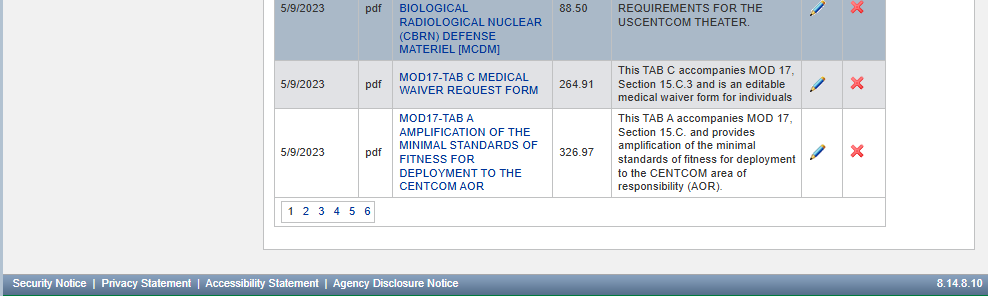 5/9/2023
pdf
BIOLOGICAL
RADIOLOGICAL NUCLEAR
(CBRN) DEFENSE
MATERIEL [MCDM]
88.50
REQUIREMENTS FOR THE
USCENTCOM THEATER.
5/9/2023
pdf
MOD17-TAB C MEDICAL
WAIVER REQUEST FORM
264.91
This TAB C accompanies MOD 17,
Section 15.C.3 and is an editable
medical waiver form for individuals
5/9/2023
pdf
MOD17-TAB A
AMPLIFICATION OF THE
MINIMAL STANDARDS OF
FITNESS FOR
DEPLOYMENT TO THE
CENTCOM AOR
326.97
This TAB A accompanies MOD 17,
Section 15.C. and provides
amplification of the minimal
standards of fitness for deployment
to the CENTCOM area of
responsibility (AOR).
1 2 3 4 5 6
Security Notice | Privacy Statement | Accessibility Statement | Agency Disclosure Notice
8.14.8.10